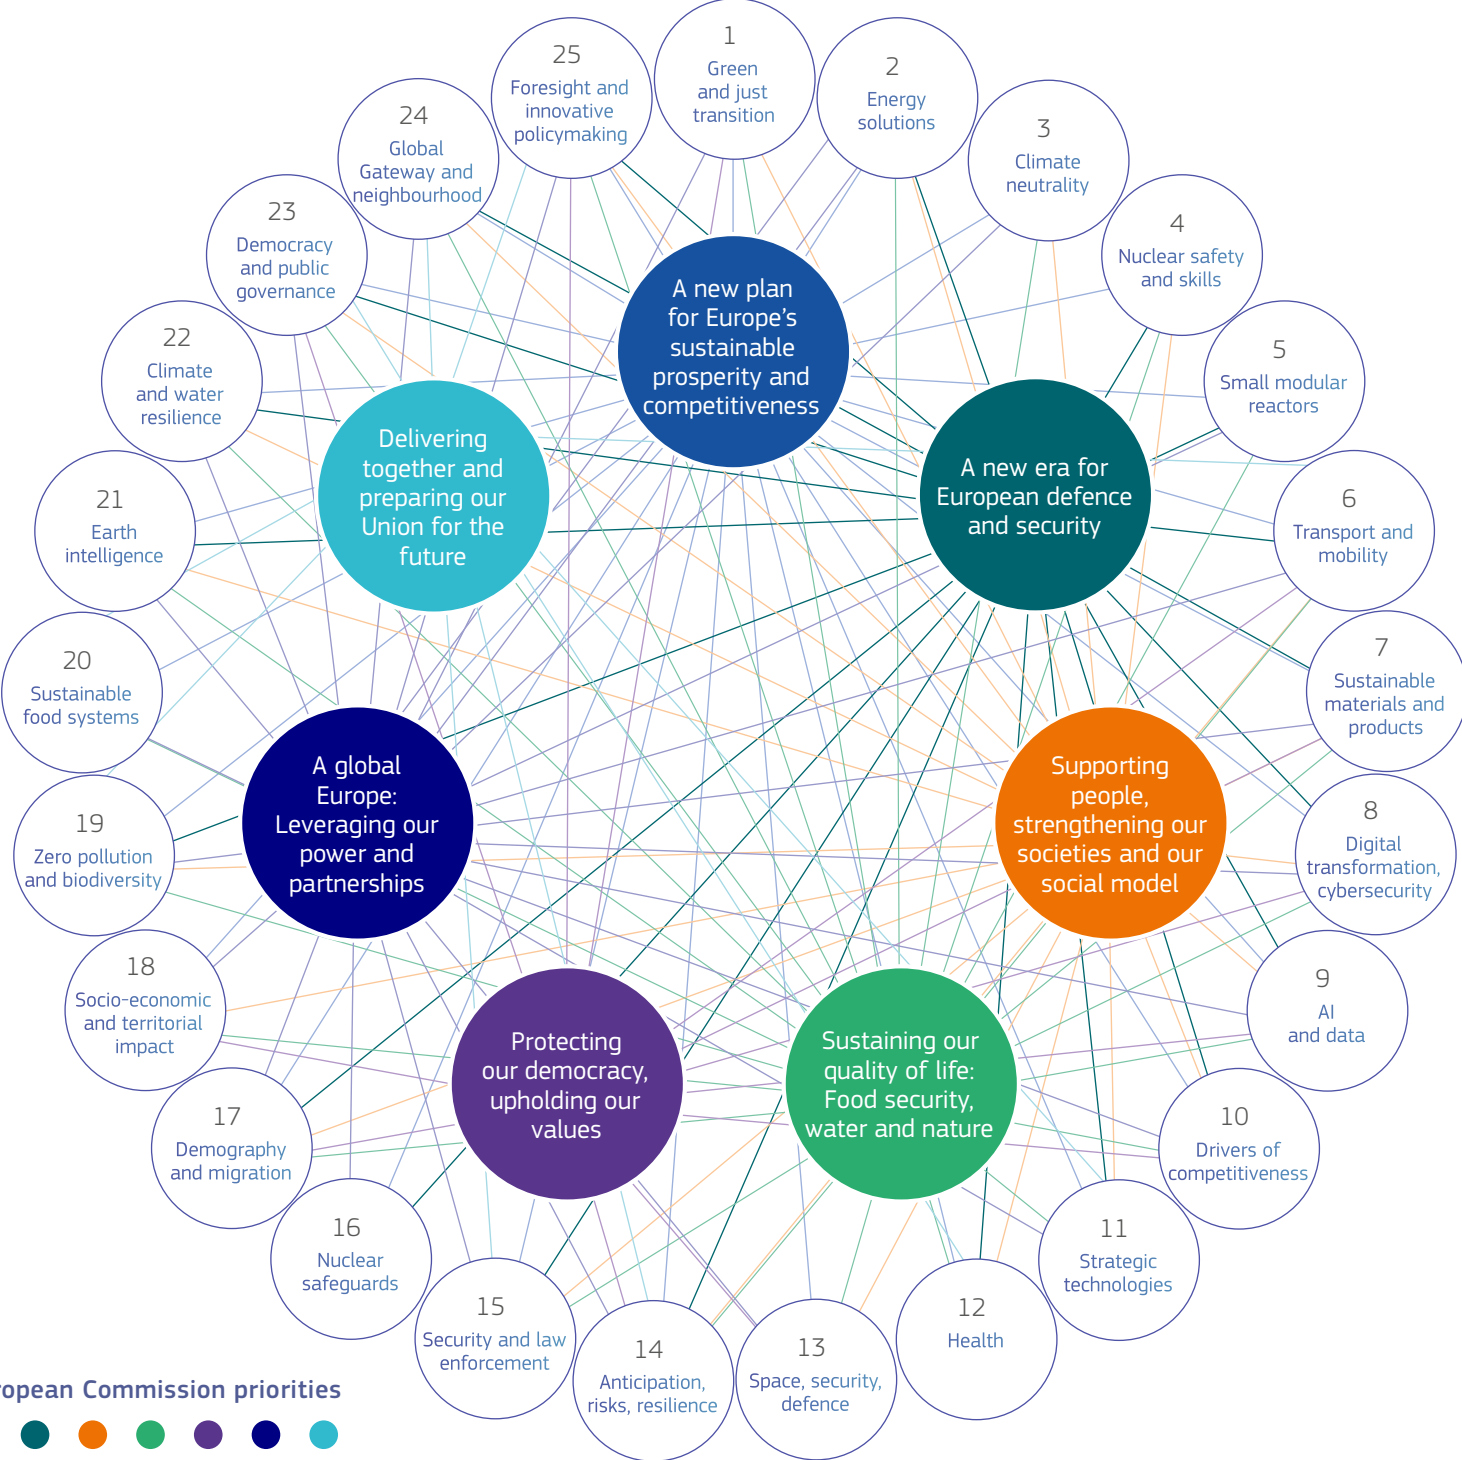 1
Green
and just
transition
2
Energy
solutions
3
Climate
neutrality
4
Nuclear safety
and skills
5
Small modular
reactors
6
Transport and
mobility
7
Sustainable
materials and
products
8
Digital
transformation,
cybersecurity
9
AI
and data
10
Drivers of
competitiveness
11
Strategic
technologies
12
Health
13
Space, security,
defence
14
Anticipation,
risks, resilience
15
Security and law
enforcement
16
Nuclear
safeguards
17
Demography
and migration
18
Socio-economic
and territorial
impact
19
Zero pollution
and biodiversity
20
Sustainable
food systems
21
Earth
intelligence
22
Climate
and water
resilience
23
Democracy
and public
governance
24
Global
Gateway and
neighbourhood
25
Foresight and
innovative
policymaking
A new plan
for Europe’s
sustainable
prosperity and
competitiveness
A new era for
European defence
and security
Supporting
people,
strengthening our
societies and our
social model
Sustaining our
quality of life:
Food security,
water and nature
Protecting
our democracy,
upholding our
values
A global
Europe:
Leveraging our
power and
partnerships
Delivering
together and
preparing our
Union for the
future
ropean Commission priorities